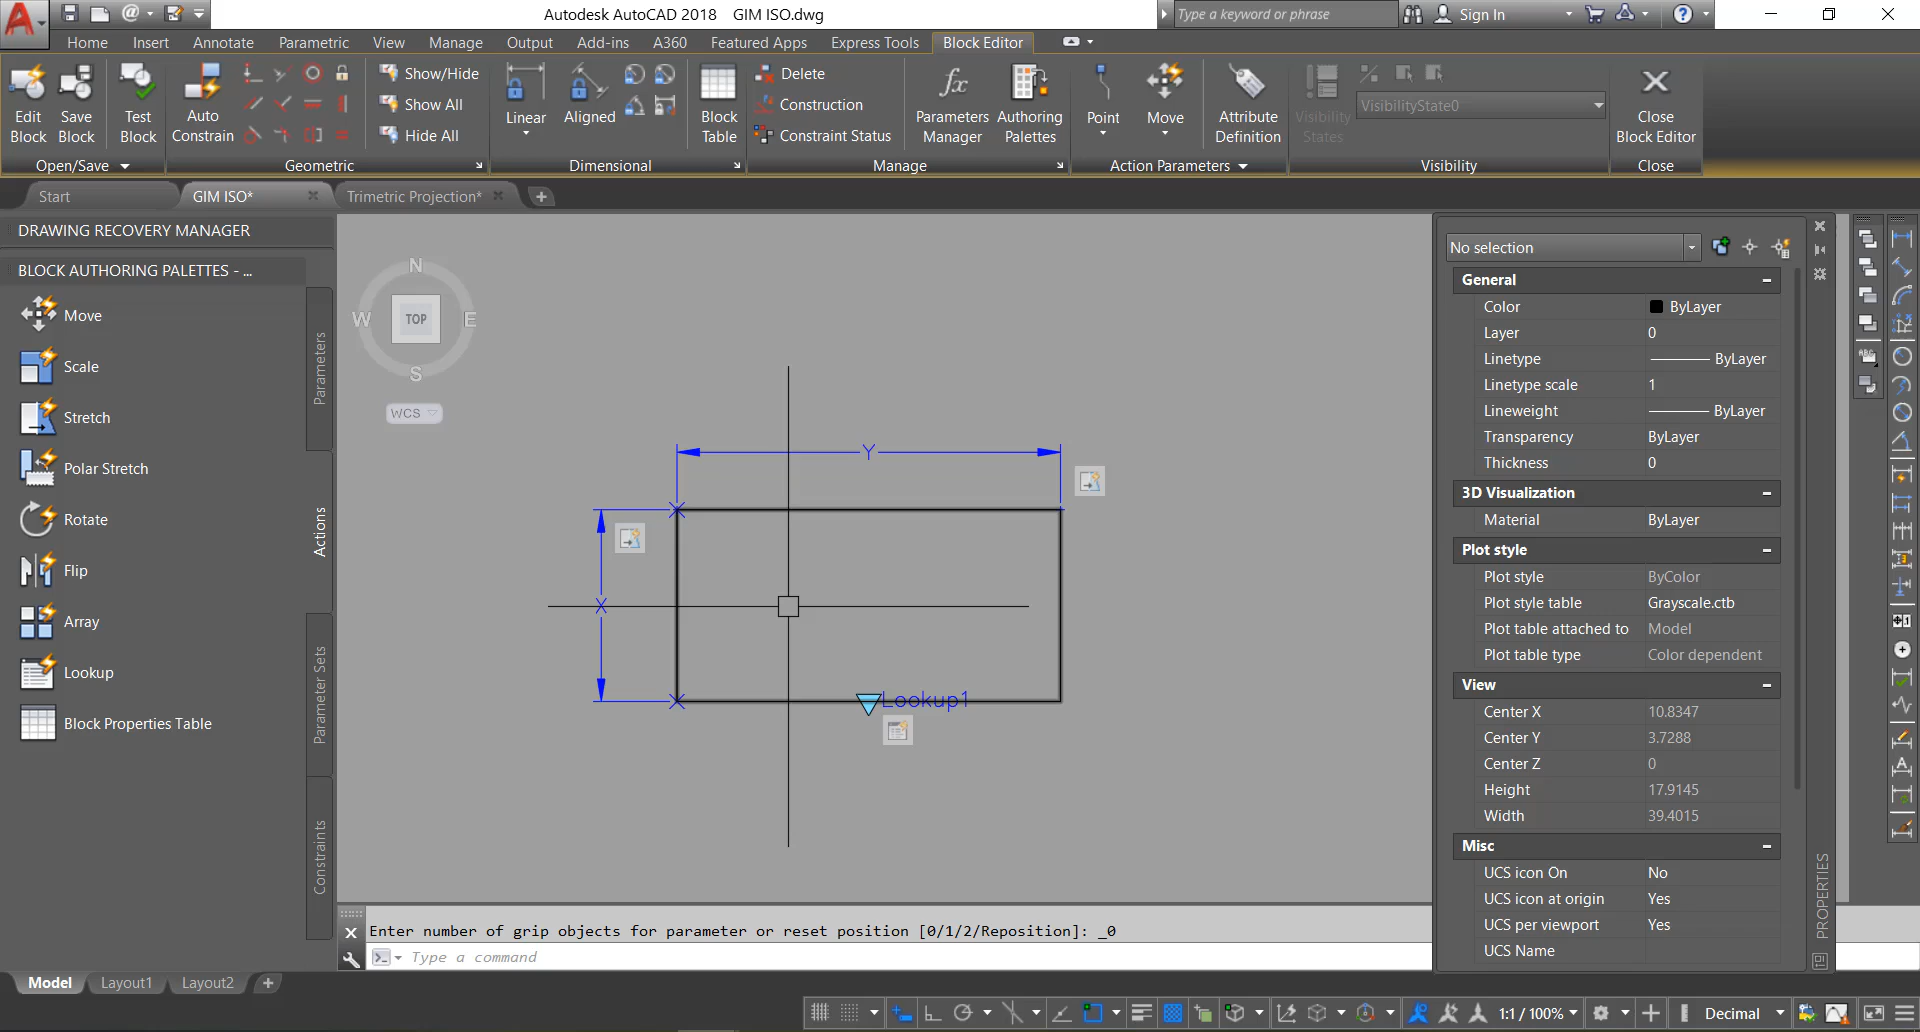 Autodesk AutoCAD 2018 GIM ISO.dwg
Type a keyword or phrase
Sign In
Home Insert Annotate Parametric View Manage Output Add-ins A360 Featured Apps Express Tools Block Editor
Edit Block
Save Block
Test Block
Open/Save
Auto Constrain
Show/Hide
Show All
Hide All
Geometric
Linear
Aligned
Dimensional
Block Table
Delete
Construction
Constraint Status
Parameters Manager
Authoring Palettes
Manage
Point
Move
Action Parameters
Attribute Definition
Visibility States
VisibilityState0
Visibility
Close Block Editor
Close
Start
GIM ISO*
Trimetric Projection*
DRAWING RECOVERY MANAGER
BLOCK AUTHORING PALETTES - ...
Move
Scale
Stretch
Polar Stretch
Rotate
Flip
Array
Lookup
Block Properties Table
Parameters
Actions
Parameter Sets
Constraints
N
W TOP E
S
WCS
Y
X
Lookup1
No selection
General
Color ByLayer
Layer 0
Linetype ByLayer
Linetype scale 1
Lineweight ByLayer
Transparency ByLayer
Thickness 0
3D Visualization
Material ByLayer
Plot style
Plot style ByColor
Plot style table Grayscale.ctb
Plot table attached to Model
Plot table type Color dependent
View
Center X 10.8347
Center Y 3.7288
Center Z 0
Height 17.9145
Width 39.4015
Misc
UCS icon On No
UCS icon at origin Yes
UCS per viewport Yes
UCS Name
PROPERTIES
Enter number of grip objects for parameter or reset position [0/1/2/Reposition]: _0
Type a command
Model Layout1 Layout2
1:1 / 100%
Decimal